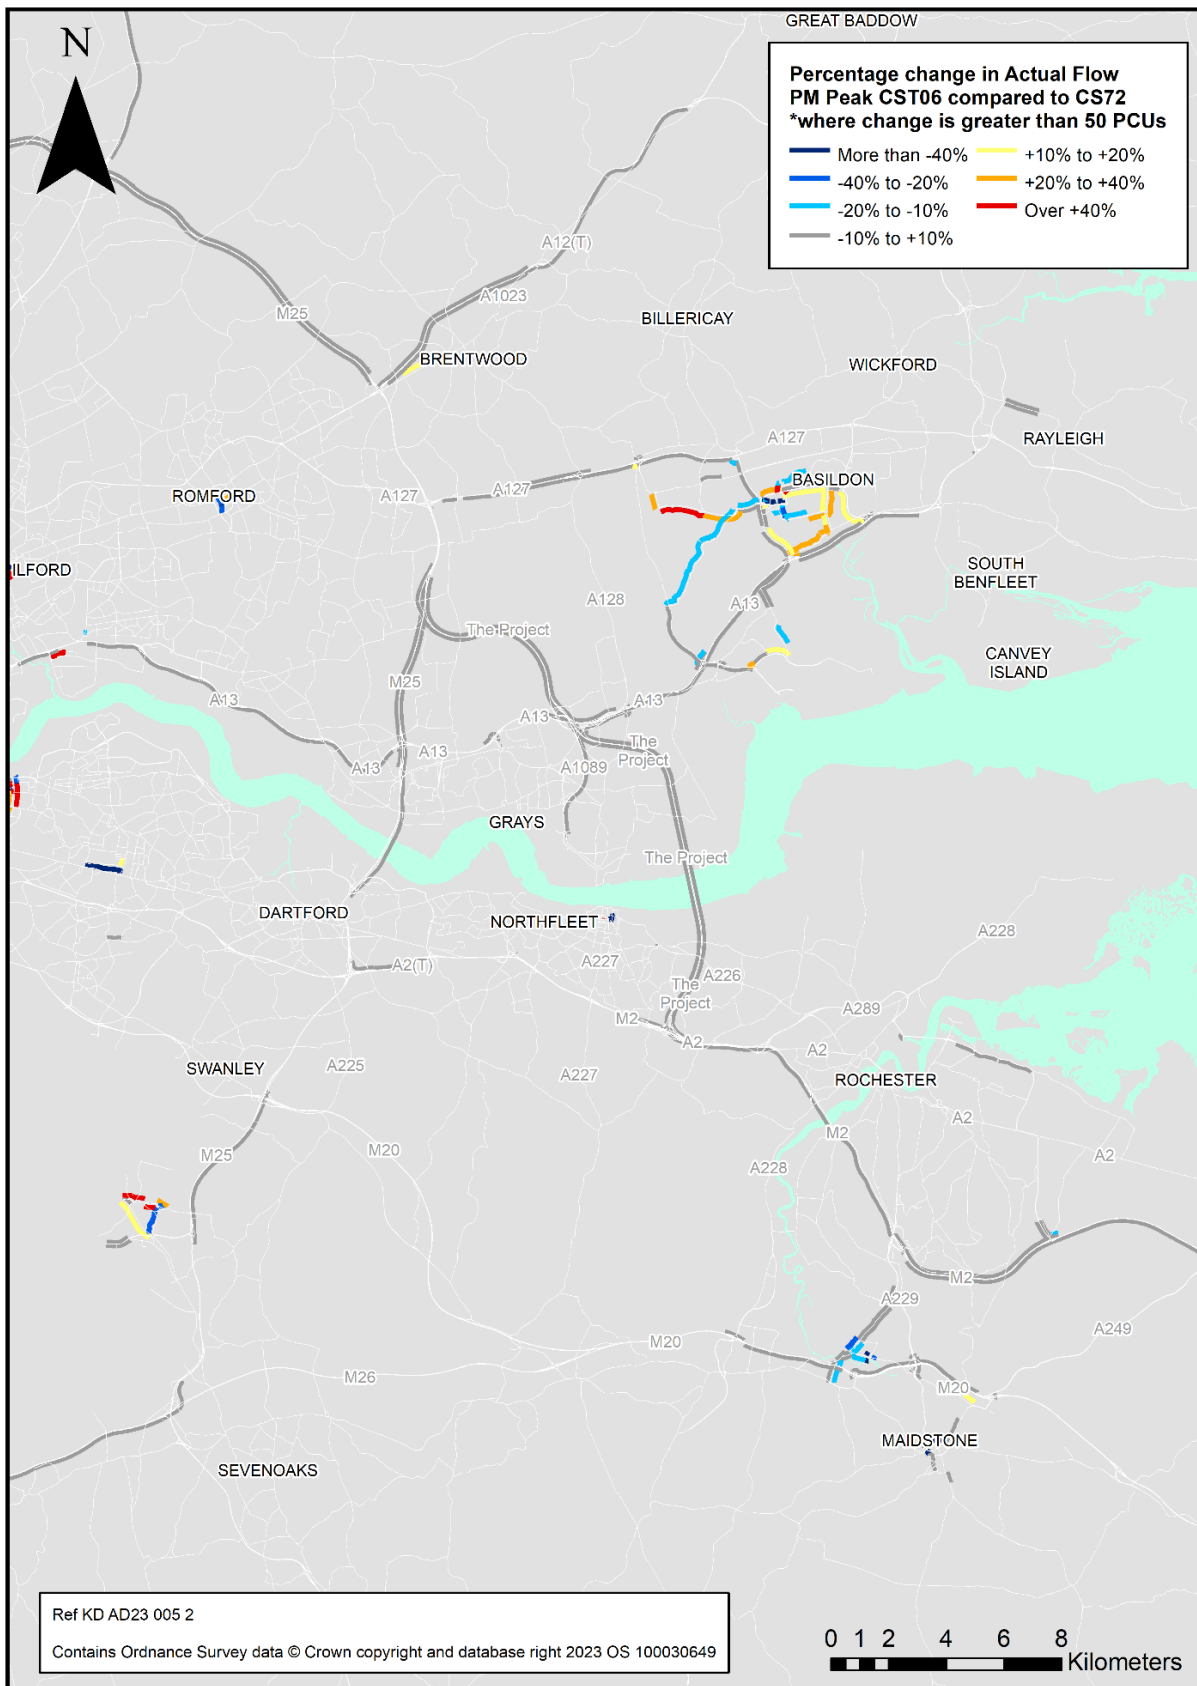 GREAT BADDOW
N
Percentage change in Actual Flow
PM Peak CST06 compared to CS72
*where change is greater than 50 PCUs
More than -40%
+10% to +20%
-40% to -20%
+20% to +40%
-20% to -10%
Over +40%
-10% to +10%
A12(T)
A1023
M25
BILLERICAY
BRENTWOOD
WICKFORD
A127
RAYLEIGH
BASILDON
ROMFORD
A127
A127
ILFORD
SOUTH
BENFLEET
A128
A13
The Project
CANVEY
ISLAND
M25
A13
A13
A13
The
Project
A13
A13
A1089
GRAYS
The Project
DARTFORD
NORTHFLEET
A228
A227
A2(T)
A226
The
Project
A289
M2
A2
A2
SWANLEY
A225
A227
ROCHESTER
A2
M2
M25
M20
A2
A228
M2
A229
A249
M20
M26
M20
MAIDSTONE
SEVENOAKS
Ref KD AD23 005 2
Contains Ordnance Survey data © Crown copyright and database right 2023 OS 100030649
0 1 2 4 6 8
Kilometers